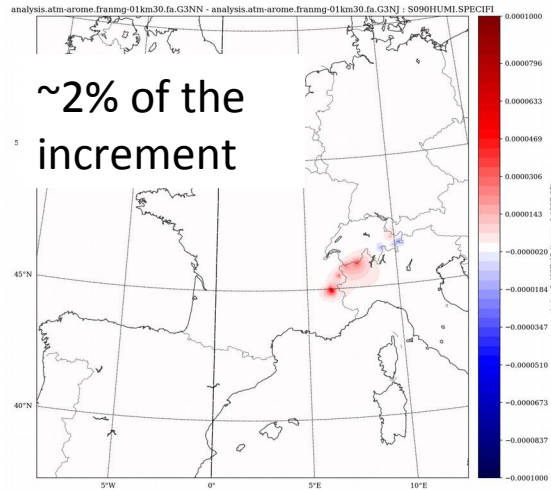 analysis.atm-arome.franmg-01km30.fa.G3NN - analysis.atm-arome.franmg-01km30.fa.G3NJ : S090HUMI.SPECIFI
~2% of the
increment
0.0001000
0.0000796
0.0000633
0.0000469
0.0000306
0.0000143
−0.0000020
−0.0000184
−0.0000347
−0.0000510
−0.0000673
−0.0000837
−0.0001000
45°N
40°N
5°W
0°
5°E
10°E